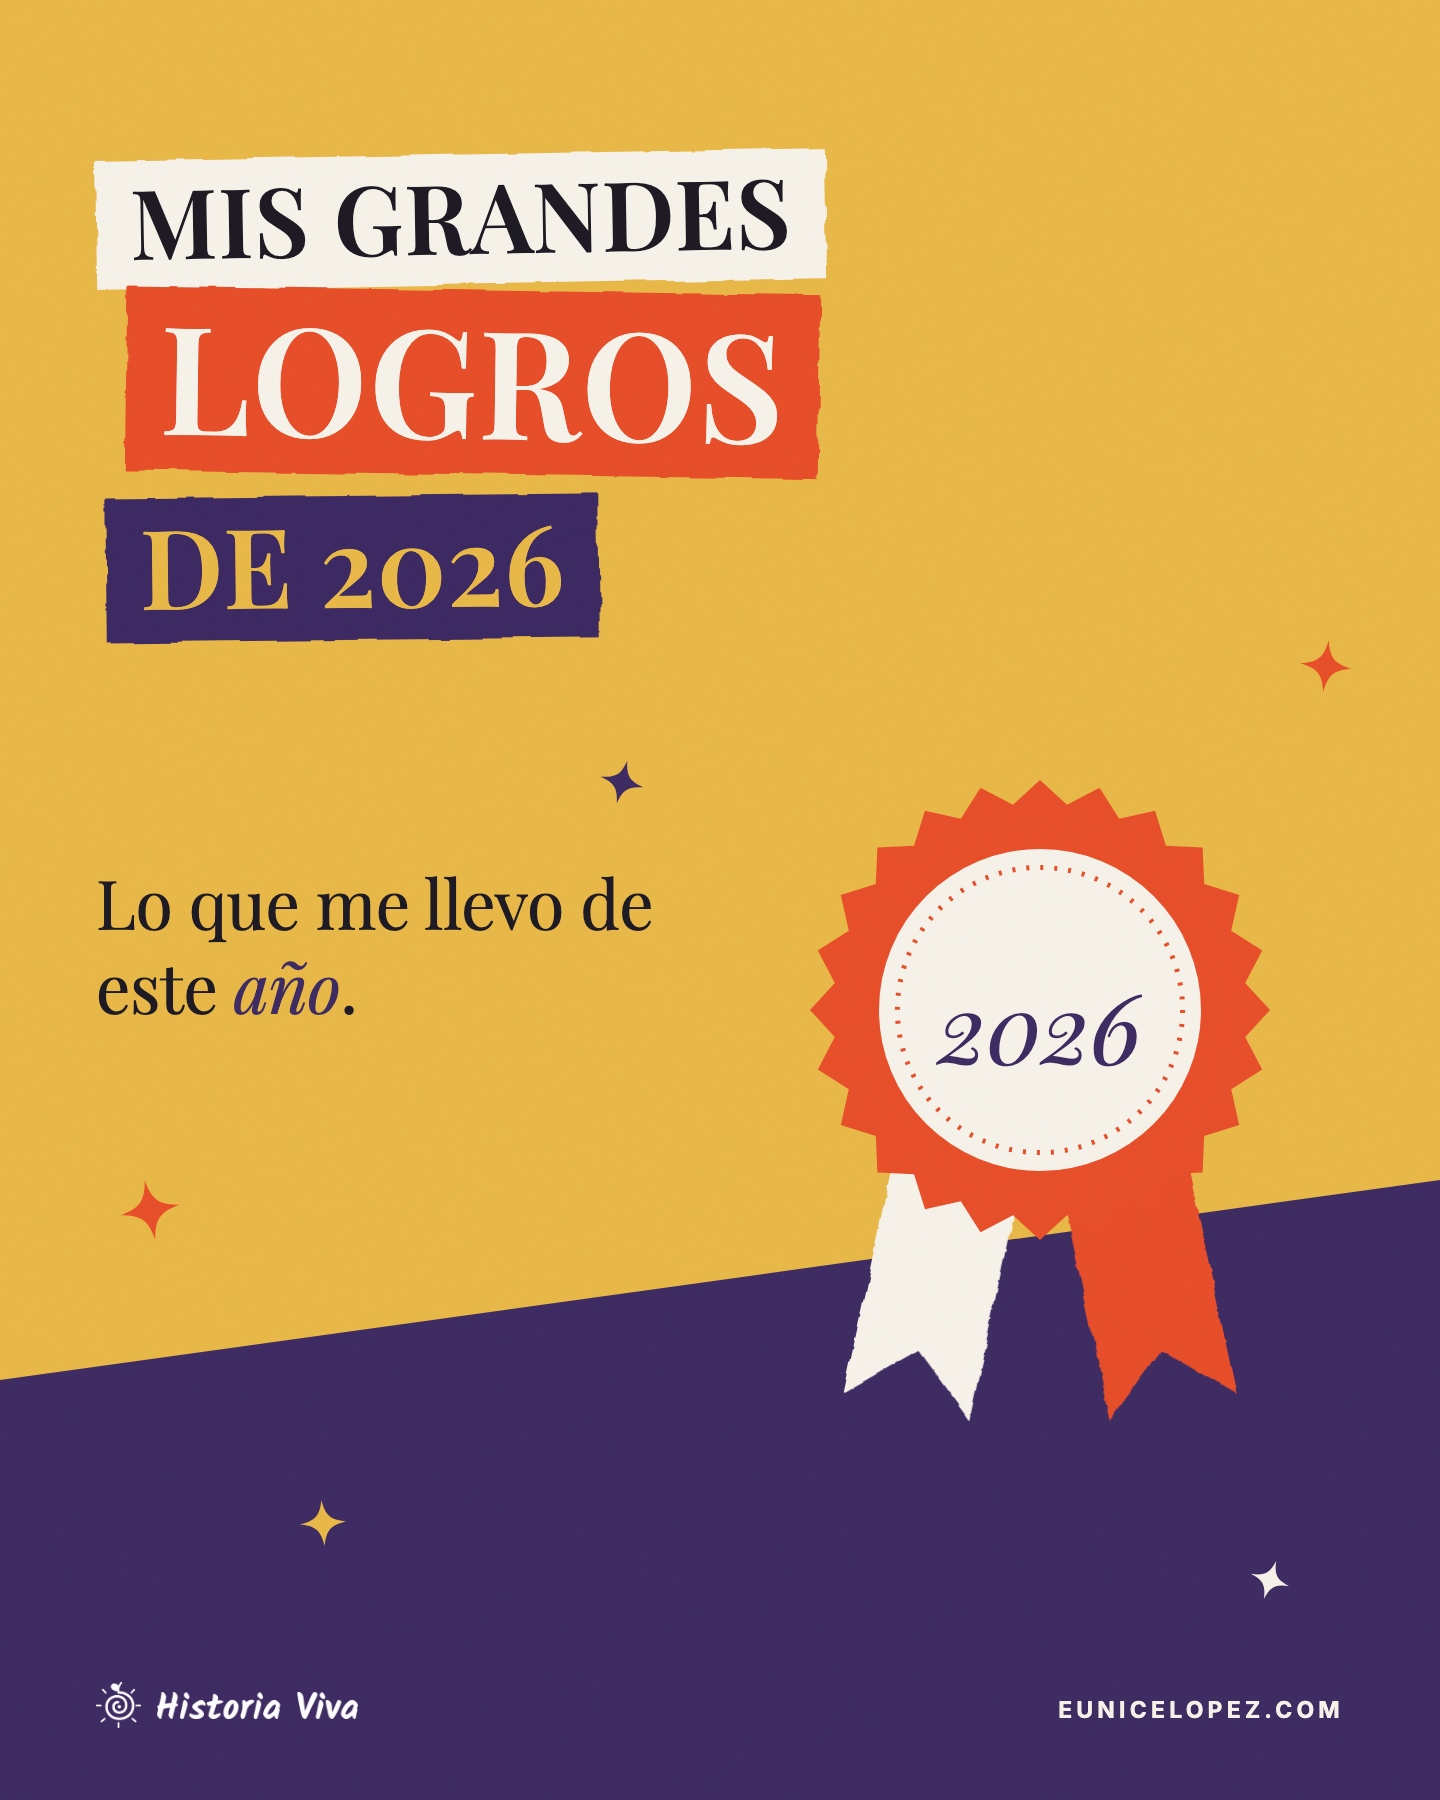 MIS GRANDES
LOGROS
DE 2026
Lo que me llevo de
este año.
2026
Historia Viva
EUNICELOPEZ.COM